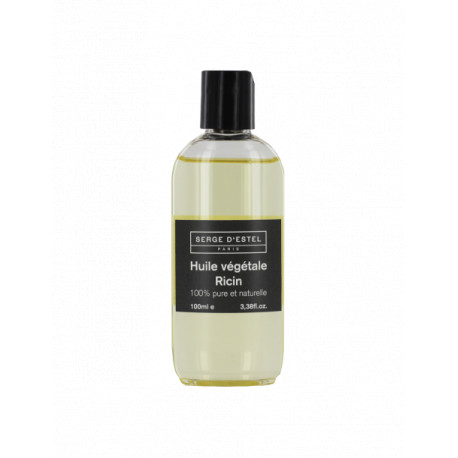 SERGE D'ESTEL
PARIS
Huile végétale
Ricin
100% pure et naturelle
100ml e 3,38fl.oz.